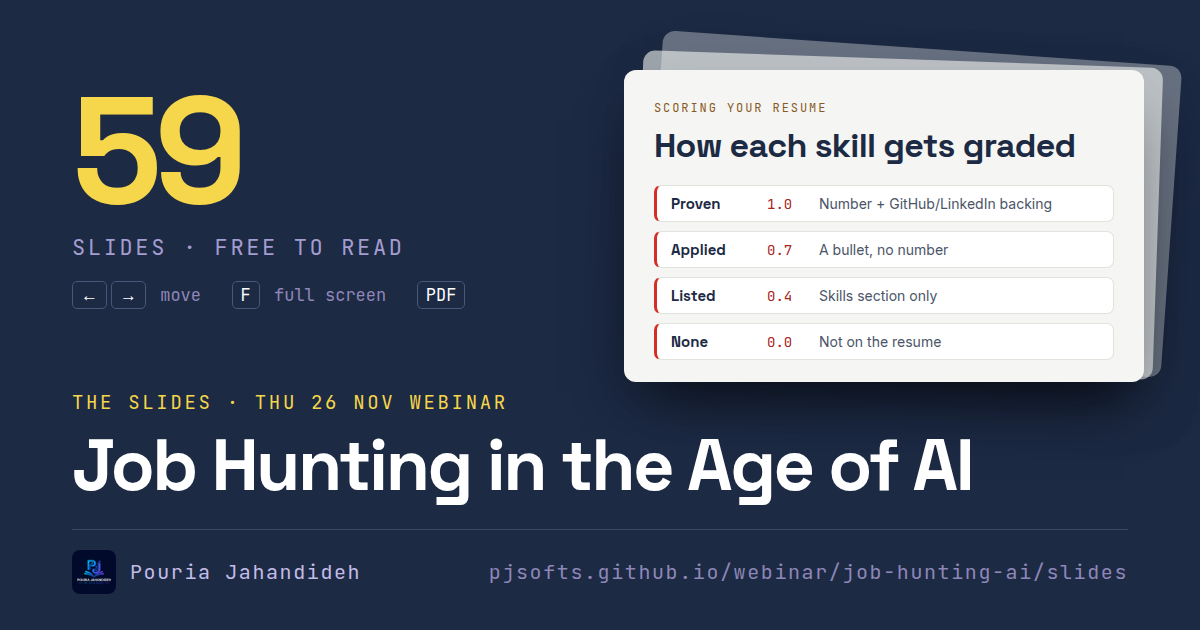 59
SLIDES · FREE TO READ
← → move F full screen PDF
SCORING YOUR RESUME
How each skill gets graded
Proven 1.0 Number + GitHub/LinkedIn backing
Applied 0.7 A bullet, no number
Listed 0.4 Skills section only
None 0.0 Not on the resume
THE SLIDES · THU 26 NOV WEBINAR
Job Hunting in the Age of AI
POURIA JAHANDIDEH
Pouria Jahandideh
pjsofts.github.io/webinar/job-hunting-ai/slides